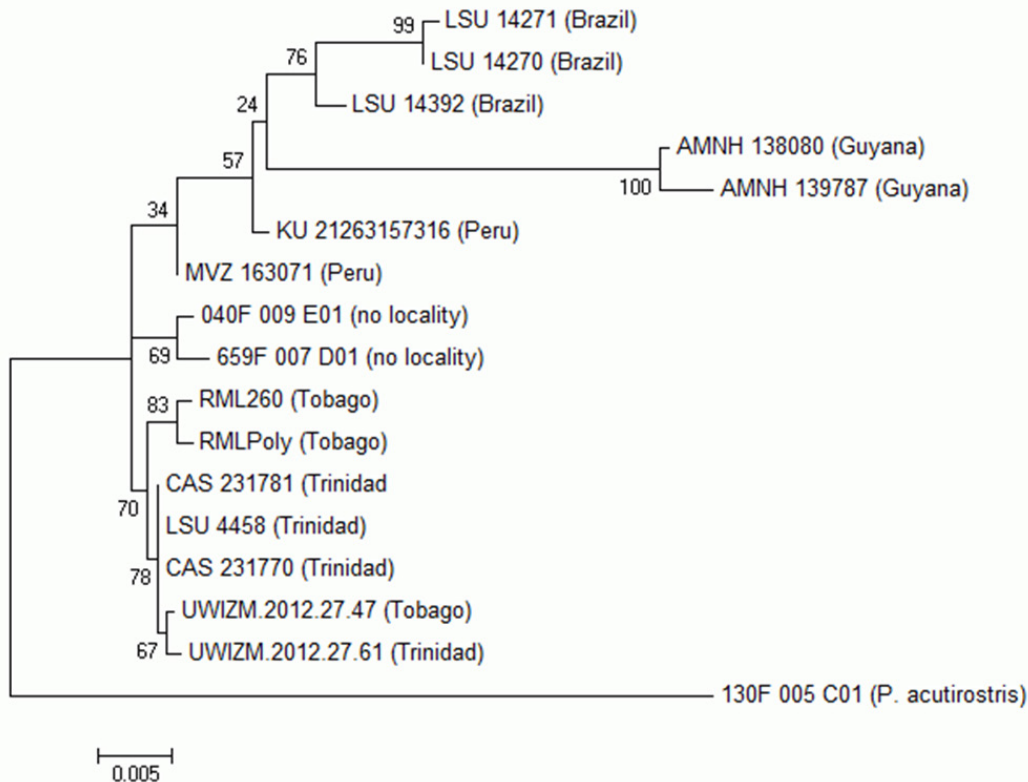 99
LSU 14271 (Brazil)
76
LSU 14270 (Brazil)
24
LSU 14392 (Brazil)
AMNH 138080 (Guyana)
57
100
AMNH 139787 (Guyana)
34
KU 21263157316 (Peru)
MVZ 163071 (Peru)
040F 009 E01 (no locality)
69
659F 007 D01 (no locality)
83
RML260 (Tobago)
RMLPoly (Tobago)
CAS 231781 (Trinidad
70
LSU 4458 (Trinidad)
78
CAS 231770 (Trinidad)
UWIZM.2012.27.47 (Tobago)
67
UWIZM.2012.27.61 (Trinidad)
130F 005 C01 (P. acutirostris)
0.005